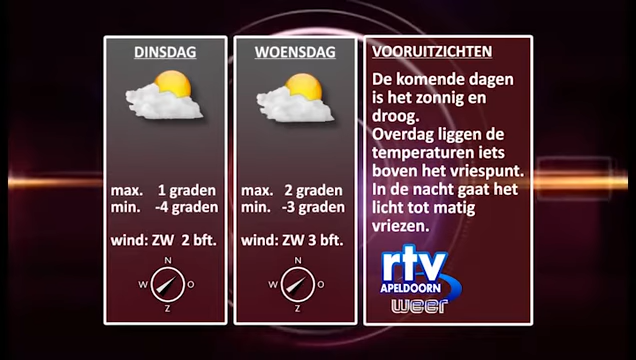 DINSDAG
max. 1 graden
min. -4 graden
wind: ZW 2 bft.
N
W O
Z
WOENSDAG
max. 2 graden
min. -3 graden
wind: ZW 3 bft.
N
W O
Z
VOORUITZICHTEN
De komende dagen
is het zonnig en
droog.
Overdag liggen de
temperaturen iets
boven het vriespunt.
In de nacht gaat het
licht tot matig
vriezen.
rtv
APELDOORN
weer